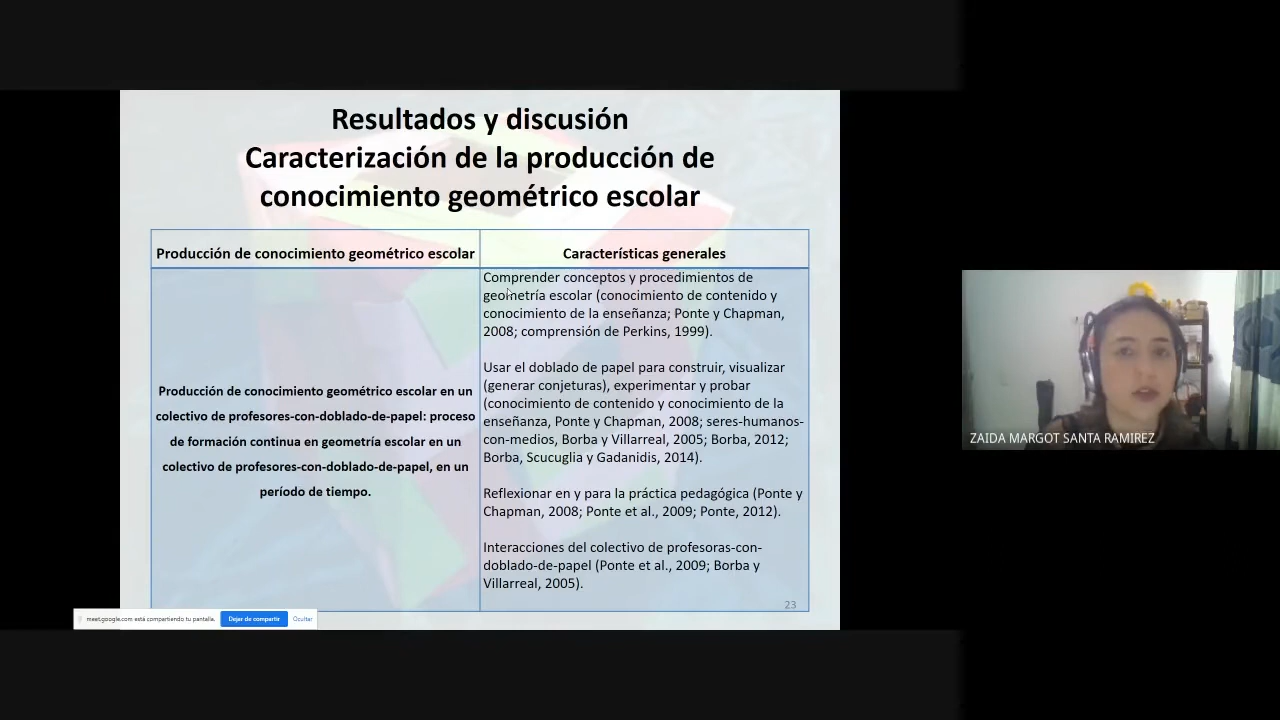 Resultados y discusión
Caracterización de la producción de
conocimiento geométrico escolar
Producción de conocimiento geométrico escolar
Características generales
Producción de conocimiento geométrico escolar en un
colectivo de profesores-con-doblado-de-papel: proceso
de formación continua en geometría escolar en un
colectivo de profesores-con-doblado-de-papel, en un
período de tiempo.
Comprender conceptos y procedimientos de
geometría escolar (conocimiento de contenido y
conocimiento de la enseñanza; Ponte y Chapman,
2008; comprensión de Perkins, 1999).
Usar el doblado de papel para construir, visualizar
(generar conjeturas), experimentar y probar
(conocimiento de contenido y conocimiento de la
enseñanza, Ponte y Chapman, 2008; seres-humanos-
con-medios, Borba y Villarreal, 2005; Borba, 2012;
Borba, Scucuglia y Gadanidis, 2014).
Reflexionar en y para la práctica pedagógica (Ponte y
Chapman, 2008; Ponte et al., 2009; Ponte, 2012).
Interacciones del colectivo de profesoras-con-
doblado-de-papel (Ponte et al., 2009; Borba y
Villarreal, 2005).
23
meet.google.com está compartiendo tu pantalla.
Dejar de compartir
Ocultar
ZAIDA MARGOT SANTA RAMIREZ